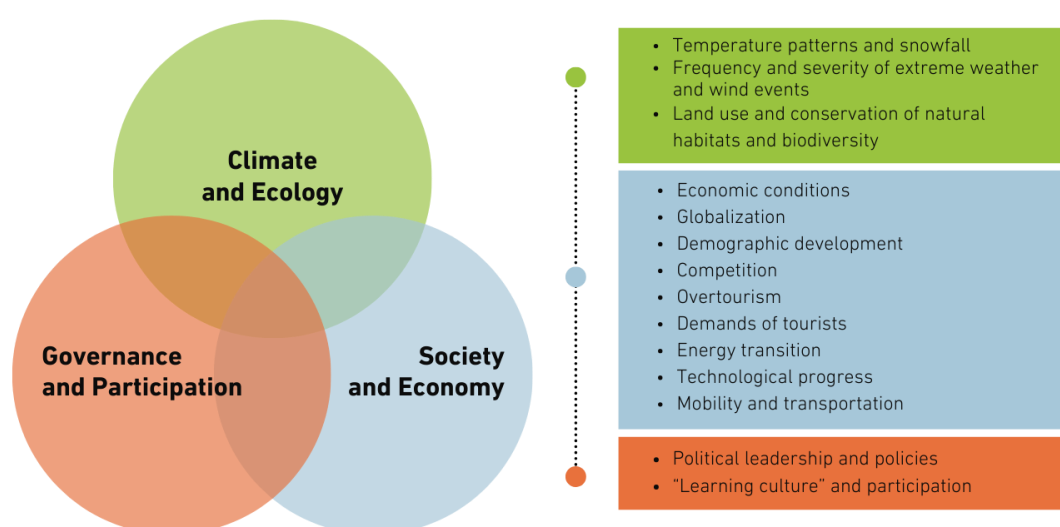 Climate
and Ecology
Governance
and Participation
Society
and Economy
• Temperature patterns and snowfall
• Frequency and severity of extreme weather
and wind events
• Land use and conservation of natural
habitats and biodiversity
• Economic conditions
• Globalization
• Demographic development
• Competition
• Overtourism
• Demands of tourists
• Energy transition
• Technological progress
• Mobility and transportation
• Political leadership and policies
• “Learning culture” and participation